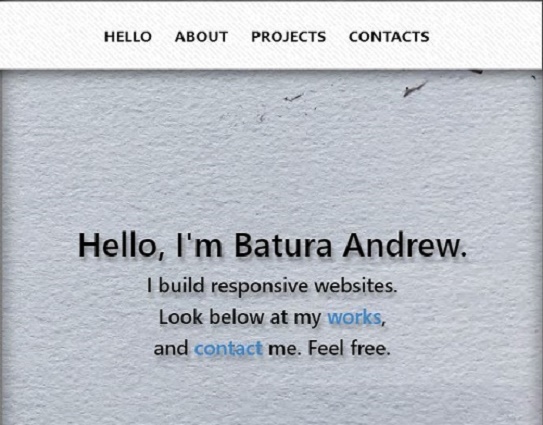 HELLO ABOUT PROJECTS CONTACTS
Hello, I'm Batura Andrew.
I build responsive websites.
Look below at my works,
and contact me. Feel free.